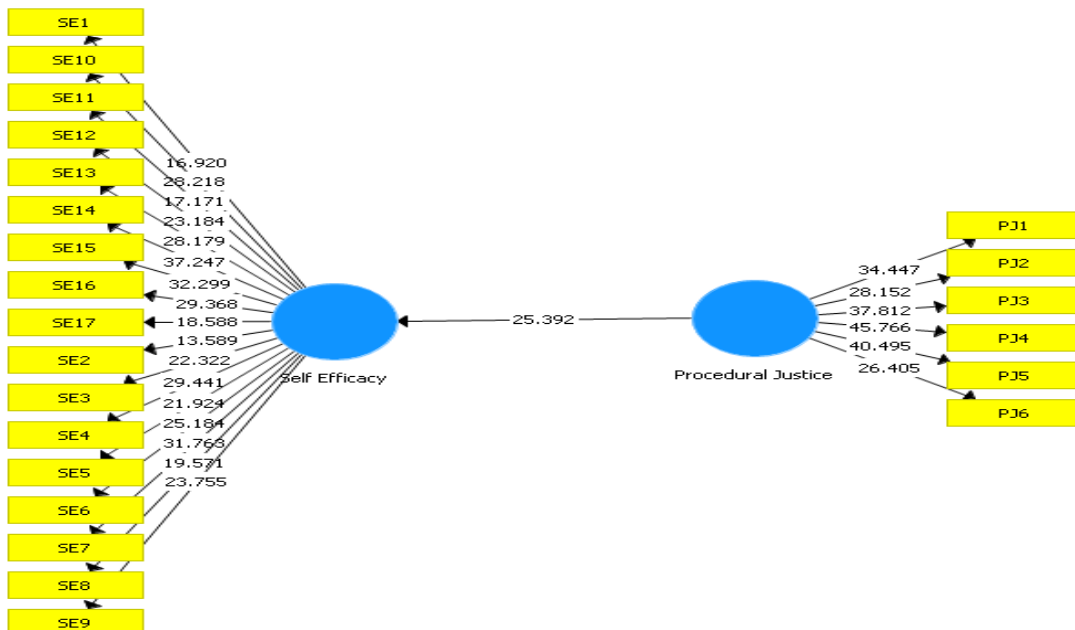 SE1
SE10
SE11
SE12
SE13
SE14
SE15
SE16
SE17
SE2
SE3
SE4
SE5
SE6
SE7
SE8
SE9
16.920
28.218
17.171
23.184
28.179
37.247
32.299
29.368
18.588
13.589
22.322
29.441
21.924
25.184
31.763
19.571
23.755
Self Efficacy
25.392
Procedural Justice
34.447
28.152
37.812
45.766
40.495
26.405
PJ1
PJ2
PJ3
PJ4
PJ5
PJ6